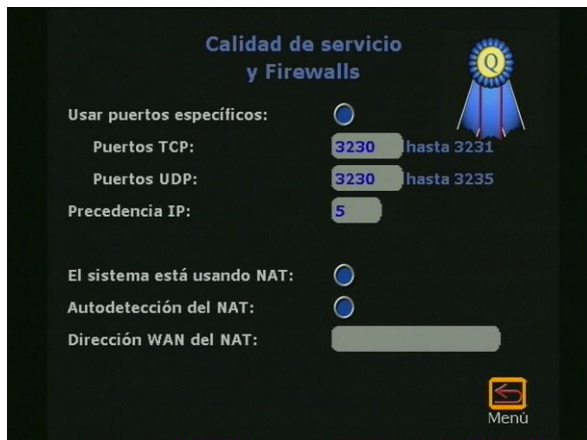 Calidad de servicio
y Firewalls
Q
Usar puertos específicos:
Puertos TCP: 3230 hasta 3231
Puertos UDP: 3230 hasta 3235
Precedencia IP: 5
El sistema está usando NAT:
Autodetección del NAT:
Dirección WAN del NAT:
Menú